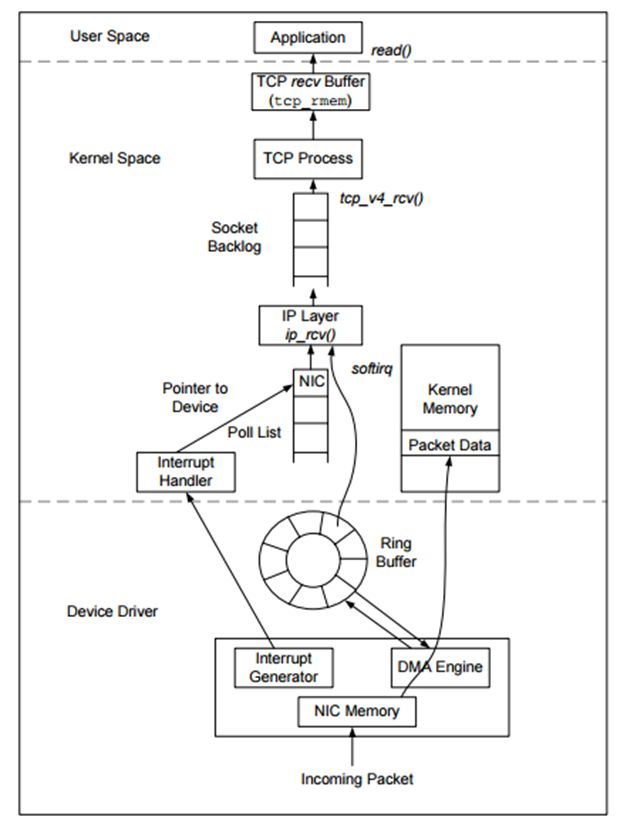 User Space
Application
read()
TCP recv Buffer
(tcp_rmem)
Kernel Space
TCP Process
tcp_v4_rcv()
Socket
Backlog
IP Layer
ip_rcv()
softirq
Pointer to
Device
NIC
Poll List
Kernel
Memory
Packet Data
Interrupt
Handler
Ring
Buffer
Device Driver
Interrupt
Generator
DMA Engine
NIC Memory
Incoming Packet